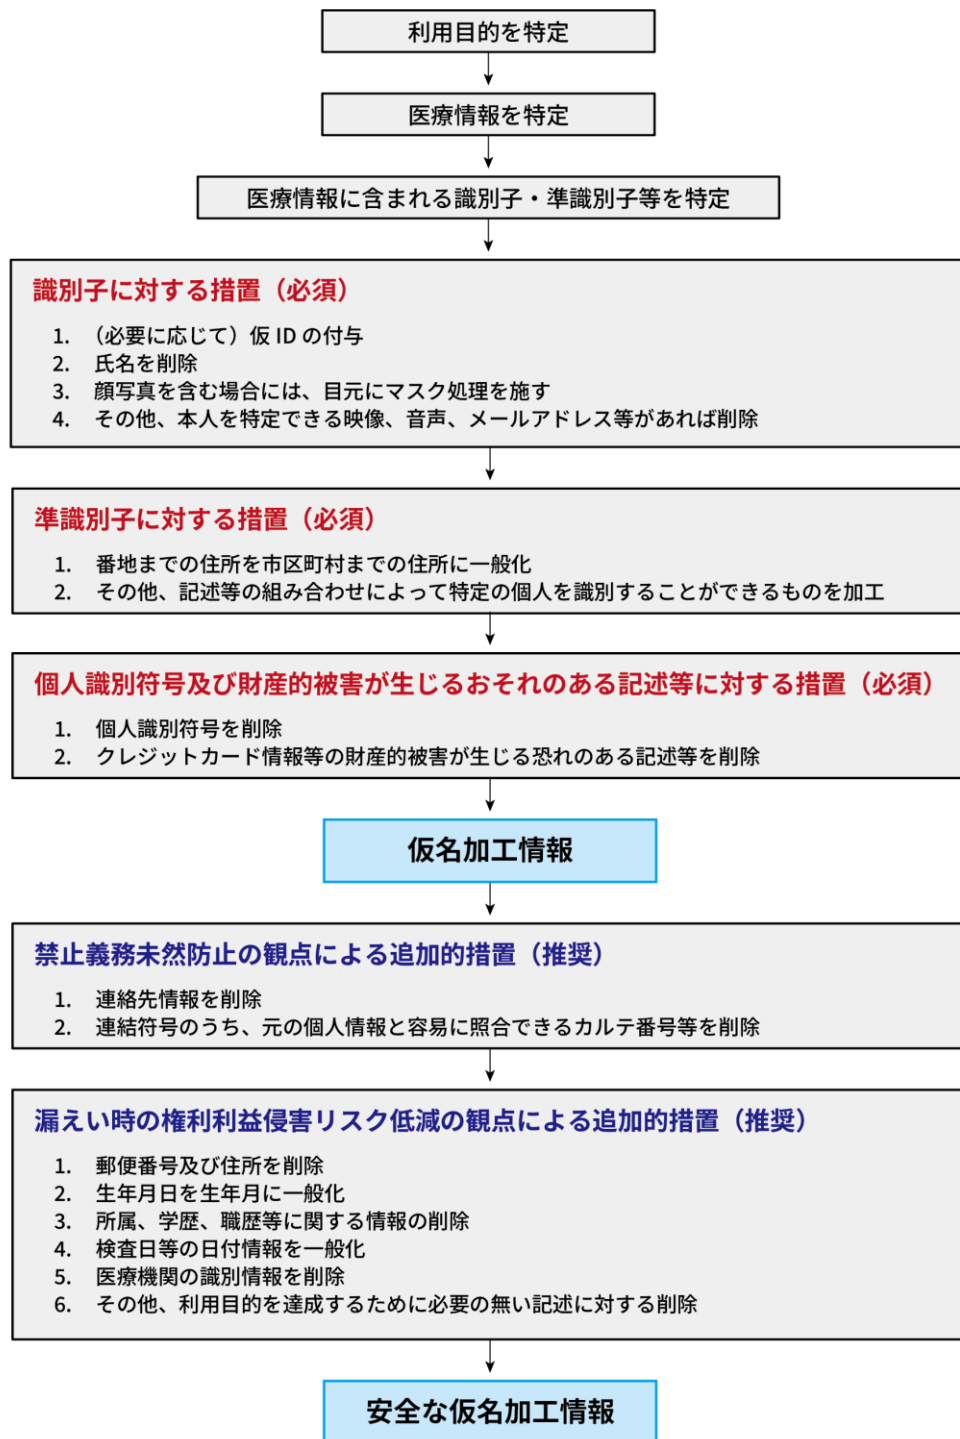 利用目的を特定
医療情報を特定
医療情報に含まれる識別子・準識別子等を特定
識別子に対する措置（必須）
1. （必要に応じて）仮 ID の付与
2. 氏名を削除
3. 顔写真を含む場合には、目元にマスク処理を施す
4. その他、本人を特定できる映像、音声、メールアドレス等があれば削除
準識別子に対する措置（必須）
1. 番地までの住所を市区町村までの住所に一般化
2. その他、記述等の組み合わせによって特定の個人を識別することができるものを加工
個人識別符号及び財産的被害が生じるおそれのある記述等に対する措置（必須）
1. 個人識別符号を削除
2. クレジットカード情報等の財産的被害が生じる恐れのある記述等を削除
仮名加工情報
禁止義務未然防止の観点による追加的措置（推奨）
1. 連絡先情報を削除
2. 連結符号のうち、元の個人情報と容易に照合できるカルテ番号等を削除
漏えい時の権利利益侵害リスク低減の観点による追加的措置（推奨）
1. 郵便番号及び住所を削除
2. 生年月日を生年月に一般化
3. 所属、学歴、職歴等に関する情報の削除
4. 検査日等の日付情報を一般化
5. 医療機関の識別情報を削除
6. その他、利用目的を達成するために必要の無い記述に対する削除
安全な仮名加工情報